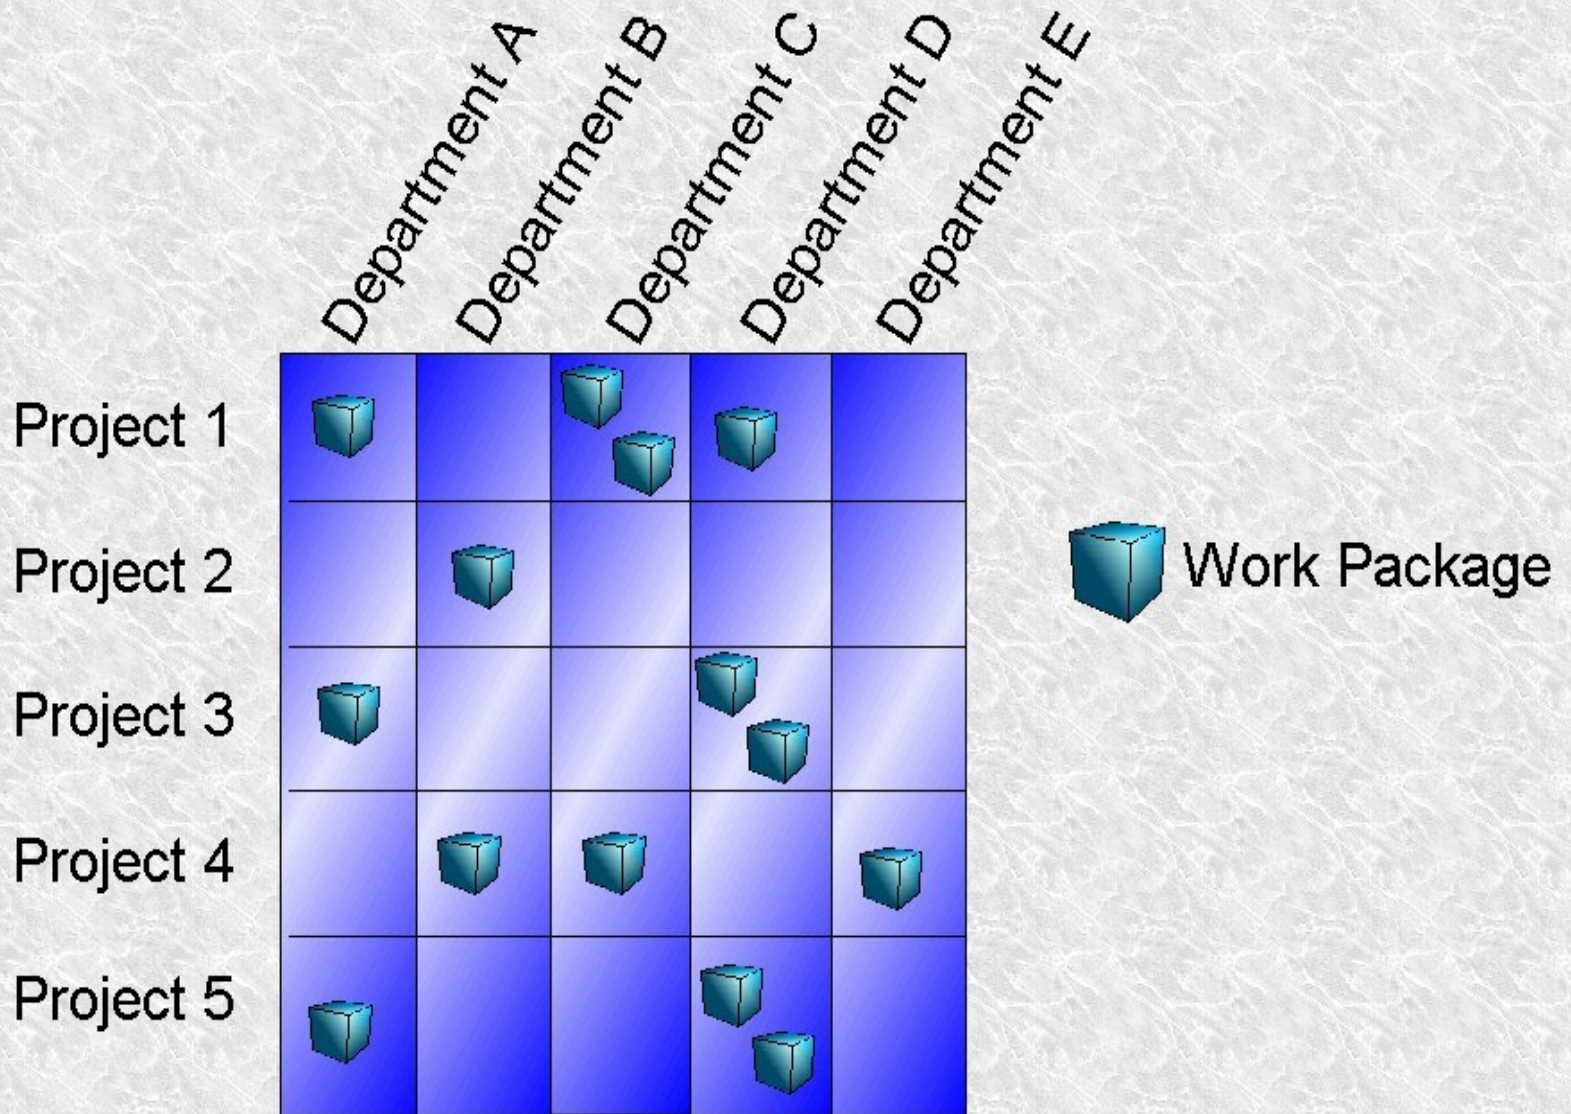 Department A
Department B
Department C
Department D
Department E
Project 1
Project 2
Work Package
Project 3
Project 4
Project 5